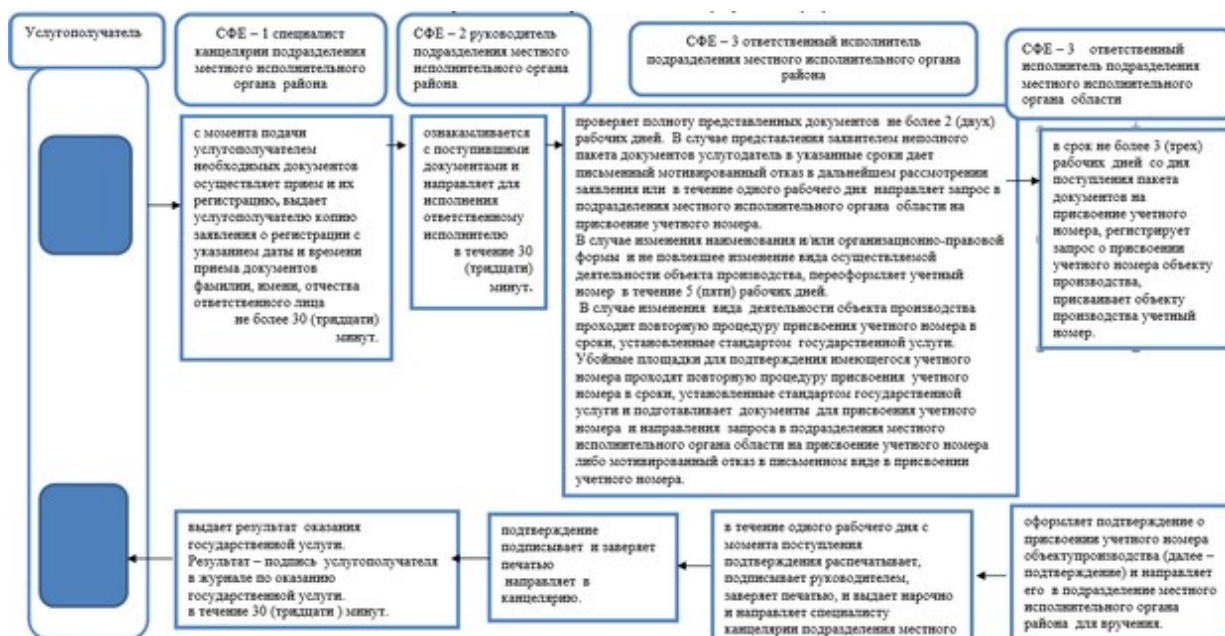 Услугополучатель
СФЕ – 1 специалист
канцелярии подразделения
местного исполнительного
органа района
СФЕ – 2 руководитель
подразделения местного
исполнительного органа
района
СФЕ – 3 ответственный исполнитель
подразделения местного исполнительного органа
района
СФЕ – 3 ответственный
исполнитель подразделения
местного исполнительного
органа области
с момента подачи
услугополучателем
необходимых документов
осуществляет прием и их
регистрацию, выдает
услугополучателю копию
заявления о регистрации с
указанием даты и времени
приема документов
фамилии, имени, отчества
ответственного лица
не более 30 (тридцати)
минут.
ознакамливается
с поступившими
документами и
направляет для
исполнения
ответственному
исполнителю
в течение 30
(тридцати)
минут.
проверяет полноту представленных документов не более 2 (двух)
рабочих дней. В случае представления заявителем неполного
пакета документов услугодатель в указанные сроки дает
письменный мотивированный отказ в дальнейшем рассмотрении
заявления или в течение одного рабочего дня направляет запрос в
подразделения местного исполнительного органа области на
присвоение учетного номера.
В случае изменения наименования и/или организационно-правовой
формы и не повлекшее изменение вида осуществляемой
деятельности объекта производства, переоформляет учетный
номер в течение 5 (пяти) рабочих дней.
В случае изменения вида деятельности объекта производства
проходит повторную процедуру присвоения учетного номера в
сроки, установленные стандартом государственной услуги.
Убойные площадки для подтверждения имеющегося учетного
номера проходят повторную процедуру присвоения учетного
номера в сроки, установленные стандартом государственной
услуги и подготавливает документы для присвоения учетного
номера и направления запроса в подразделения местного
исполнительного органа области на присвоение учетного номера
либо мотивированный отказ в письменном виде в присвоении
учетного номера.
в срок не более 3 (трех)
рабочих дней со дня
поступления пакета
документов на
присвоение учетного
номера, регистрирует
запрос о присвоении
учетного номера объекту
производства,
присваивает объекту
производства учетный
номер.
выдает результат оказания
государственной услуги.
Результат – подпись услугополучателя
в журнале по оказанию
государственной услуги.
в течение 30 (тридцати ) минут.
подтверждение
подписывает и заверяет
печатью
направляет в
канцелярию.
в течение одного рабочего дня с
момента поступления
подтверждения распечатывает,
подписывает руководителем,
заверяет печатью, и выдает нарочно
и направляет специалисту
канцелярии подразделения местного
оформляет подтверждение о
присвоении учетного номера
объектупроизводства (далее –
подтверждение) и направляет
его в подразделение местного
исполнительного органа
района для вручения.